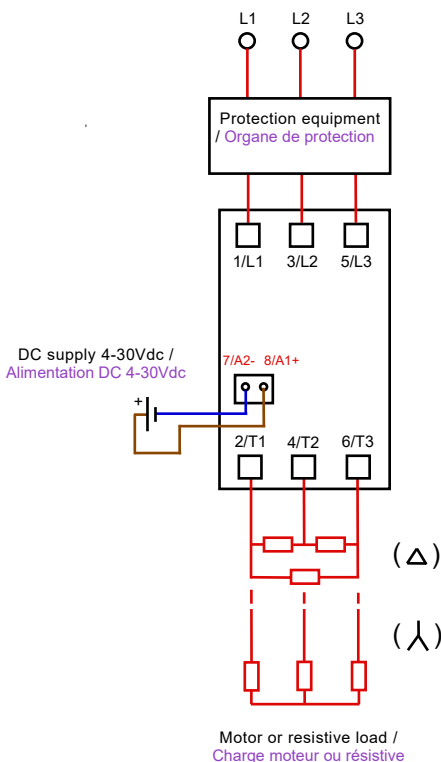 L1 L2 L3
Protection equipment
/ Organe de protection
1/L1 3/L2 5/L3
DC supply 4-30Vdc /
Alimentation DC 4-30Vdc
7/A2- 8/A1+
+
2/T1 4/T2 6/T3
(△)
(⅄)
Motor or resistive load /
Charge moteur ou résistive